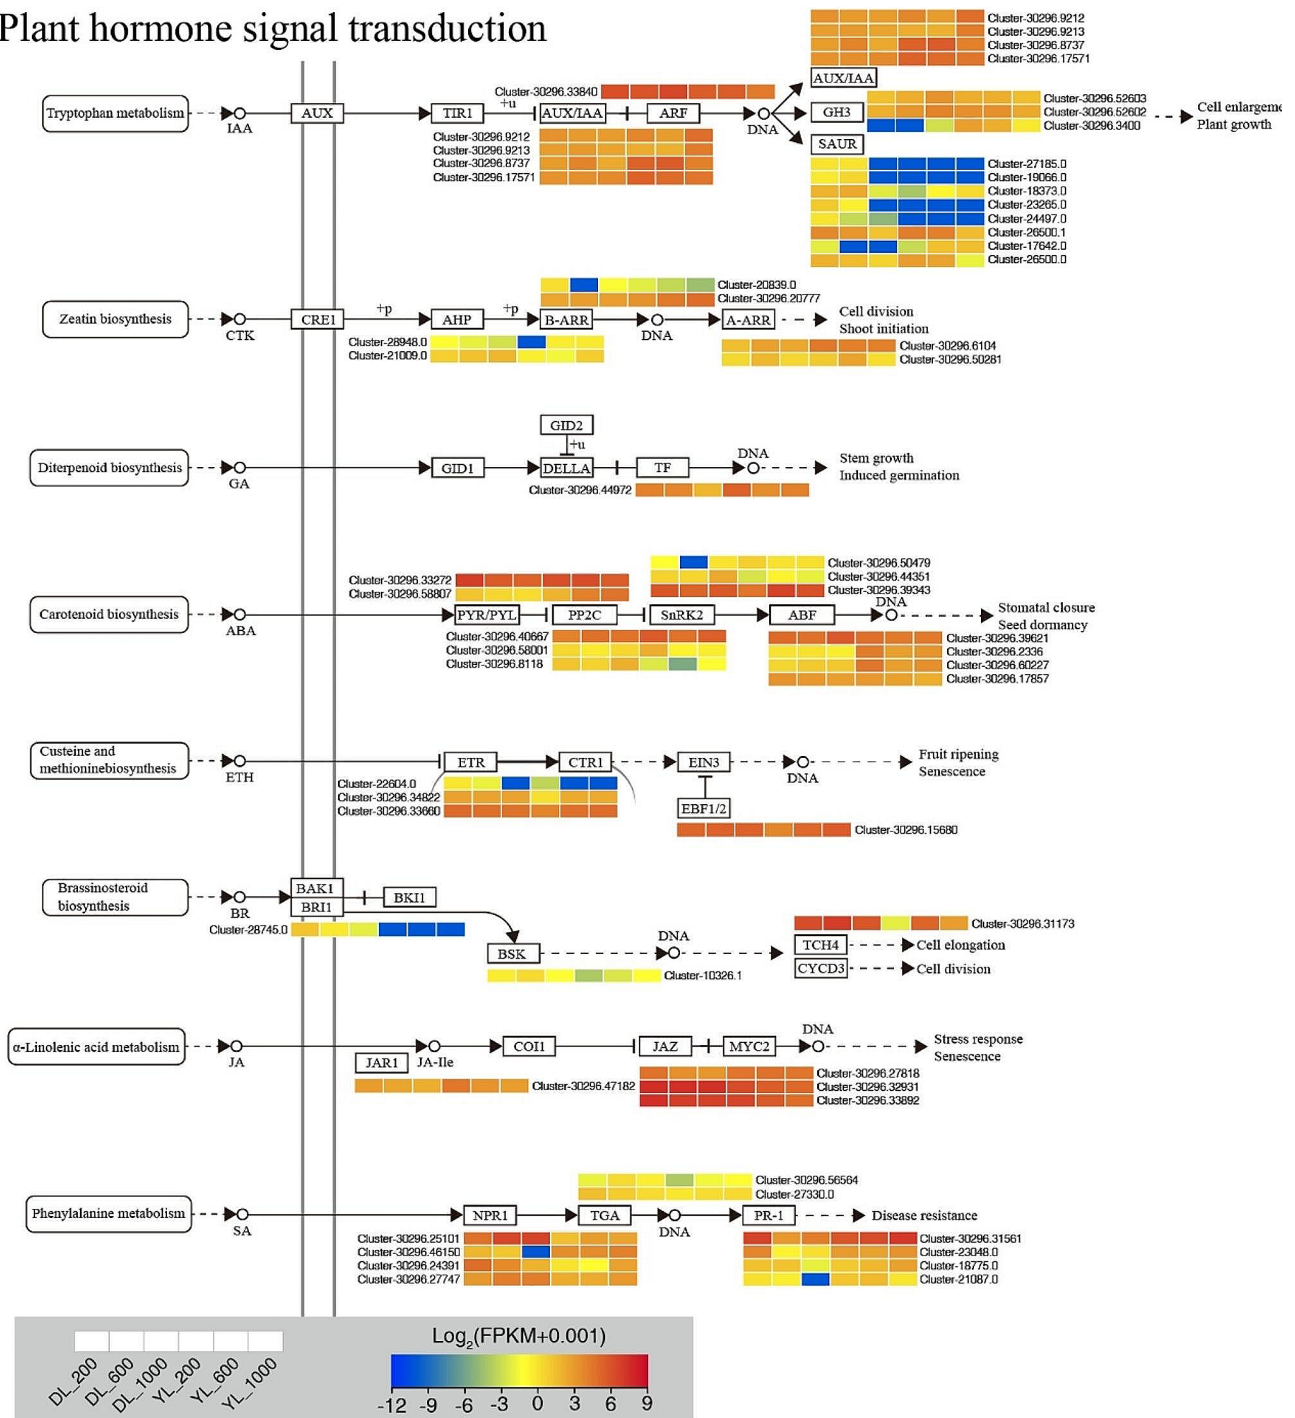 Plant hormone signal transduction
Cluster-30296.9212
Cluster-30296.9213
Cluster-30296.8737
Cluster-30296.17571
AUX/IAA
Cluster-30296.33840
Tryptophan metabolism
IAA
AUX
TIR1
+u
AUX/IAA
ARF
DNA
GH3
Cluster-30296.52603
Cluster-30296.52602
Cluster-30296.3400
Cell enlargeme
Plant growth
SAUR
Cluster-30296.9212
Cluster-30296.9213
Cluster-30296.8737
Cluster-30296.17571
Cluster-27185.0
Cluster-19066.0
Cluster-18373.0
Cluster-23265.0
Cluster-24497.0
Cluster-26500.1
Cluster-17642.0
Cluster-26500.0
Cluster-20839.0
Cluster-30296.20777
Zeatin biosynthesis
CTK
CRE1
+p
AHP
+p
B-ARR
DNA
A-ARR
Cell division
Shoot initiation
Cluster-28948.0
Cluster-21009.0
Cluster-30296.6104
Cluster-30296.50281
GID2
+u
Diterpenoid biosynthesis
GA
GID1
DELLA
TF
DNA
Stem growth
Induced germination
Cluster-30296.44972
Cluster-30296.50479
Cluster-30296.44351
Cluster-30296.39343
Cluster-30296.33272
Cluster-30296.58807
Carotenoid biosynthesis
ABA
PYR/PYL
PP2C
SnRK2
ABF
DNA
Stomatal closure
Seed dormancy
Cluster-30296.40667
Cluster-30296.58001
Cluster-30296.8118
Cluster-30296.39621
Cluster-30296.2336
Cluster-30296.60227
Cluster-30296.17857
Custeine and
methioninebiosynthesis
ETH
ETR
CTR1
EIN3
DNA
Fruit ripening
Senescence
Cluster-22604.0
Cluster-30296.34822
Cluster-30296.33660
EBF1/2
Cluster-30296.15680
Brassinosteroid
biosynthesis
BR
BAK1
BRI1
BKI1
Cluster-28745.0
BSK
DNA
Cluster-10326.1
Cluster-30296.31173
TCH4
Cell elongation
CYCD3
Cell division
α-Linolenic acid metabolism
JA
JAR1
JA-Ile
COI1
JAZ
MYC2
DNA
Stress response
Senescence
Cluster-30296.47182
Cluster-30296.27818
Cluster-30296.32931
Cluster-30296.33892
Cluster-30296.56564
Cluster-27330.0
Phenylalanine metabolism
SA
NPR1
TGA
DNA
PR-1
Disease resistance
Cluster-30296.25101
Cluster-30296.46150
Cluster-30296.24391
Cluster-30296.27747
Cluster-30296.31561
Cluster-23048.0
Cluster-18775.0
Cluster-21087.0
DL_200
DL_600
DL_1000
YL_200
YL_600
YL_1000
Log2(FPKM+0.001)
-12 -9 -6 -3 0 3 6 9